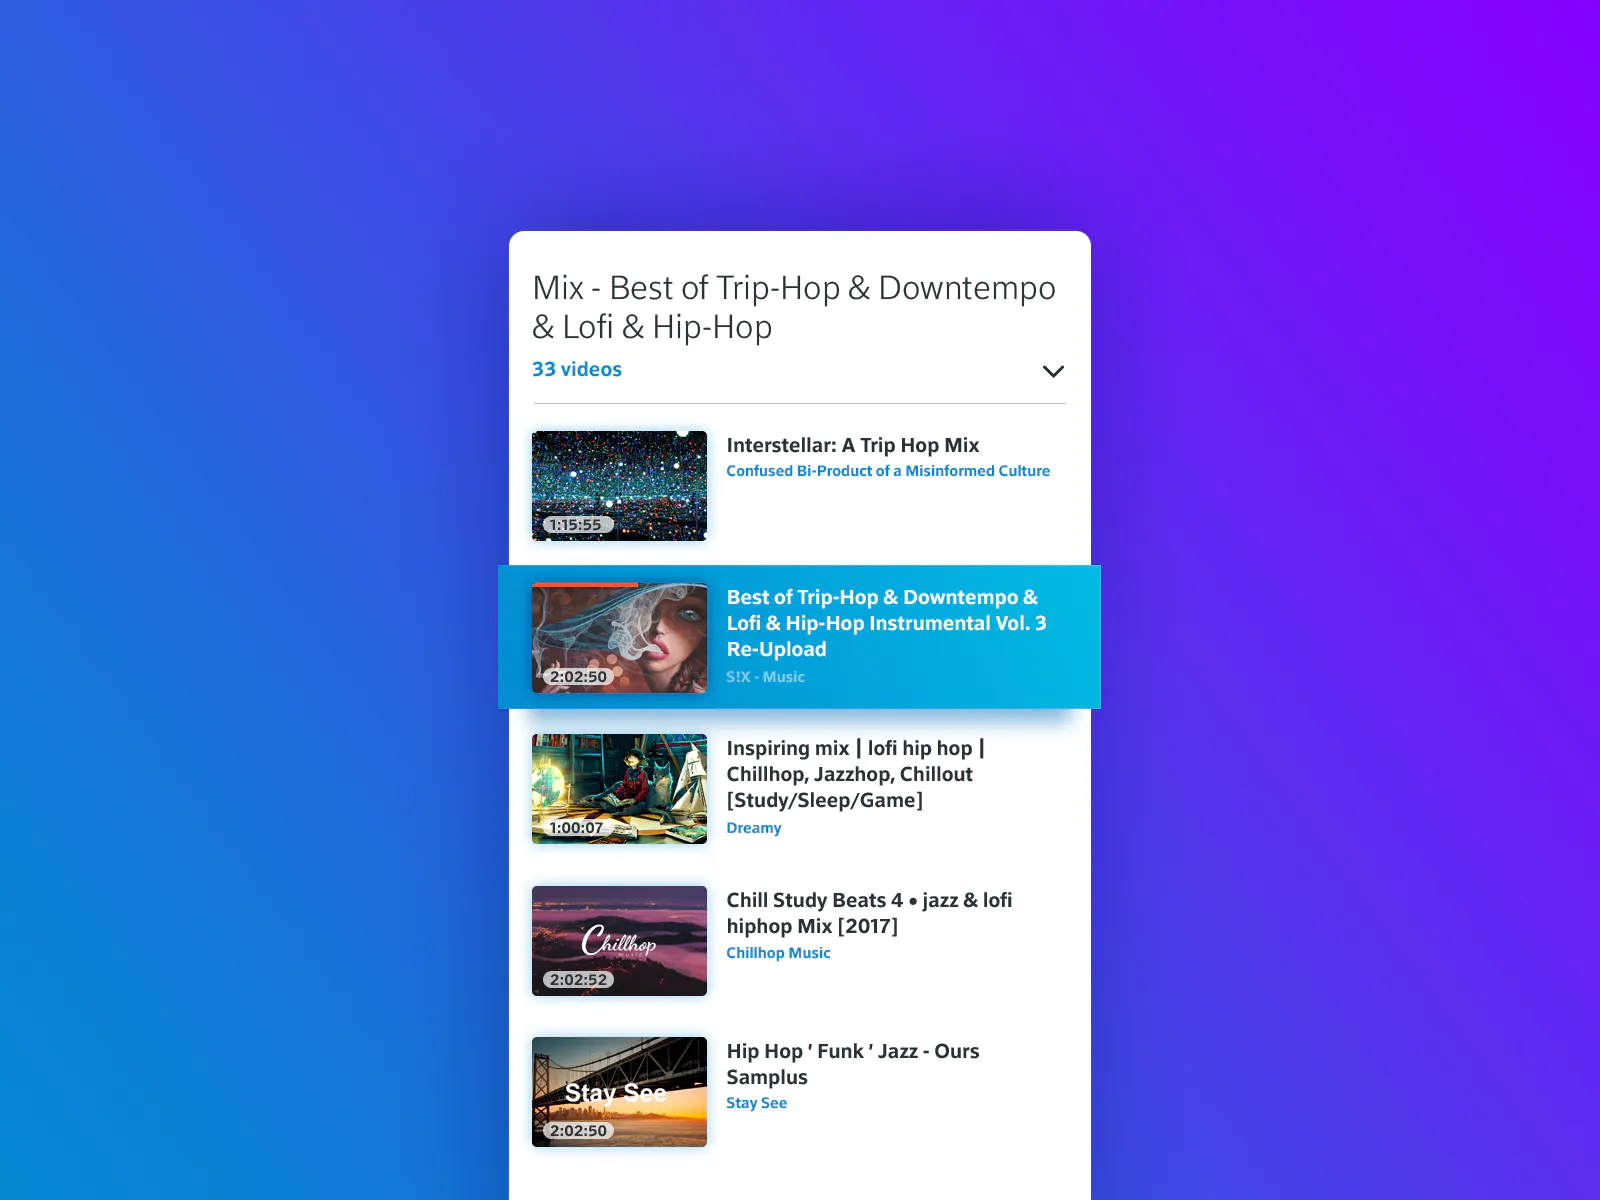 Mix - Best of Trip-Hop & Downtempo
& Lofi & Hip-Hop
33 videos
1:15:55
Interstellar: A Trip Hop Mix
Confused Bi-Product of a Misinformed Culture
2:02:50
Best of Trip-Hop & Downtempo &
Lofi & Hip-Hop Instrumental Vol. 3
Re-Upload
S!X - Music
1:00:07
Inspiring mix | lofi hip hop |
Chillhop, Jazzhop, Chillout
[Study/Sleep/Game]
Dreamy
Chillhop
MUSIC
2:02:52
Chill Study Beats 4 • jazz & lofi
hiphop Mix [2017]
Chillhop Music
Stay See
2:02:50
Hip Hop ' Funk ' Jazz - Ours
Samplus
Stay See